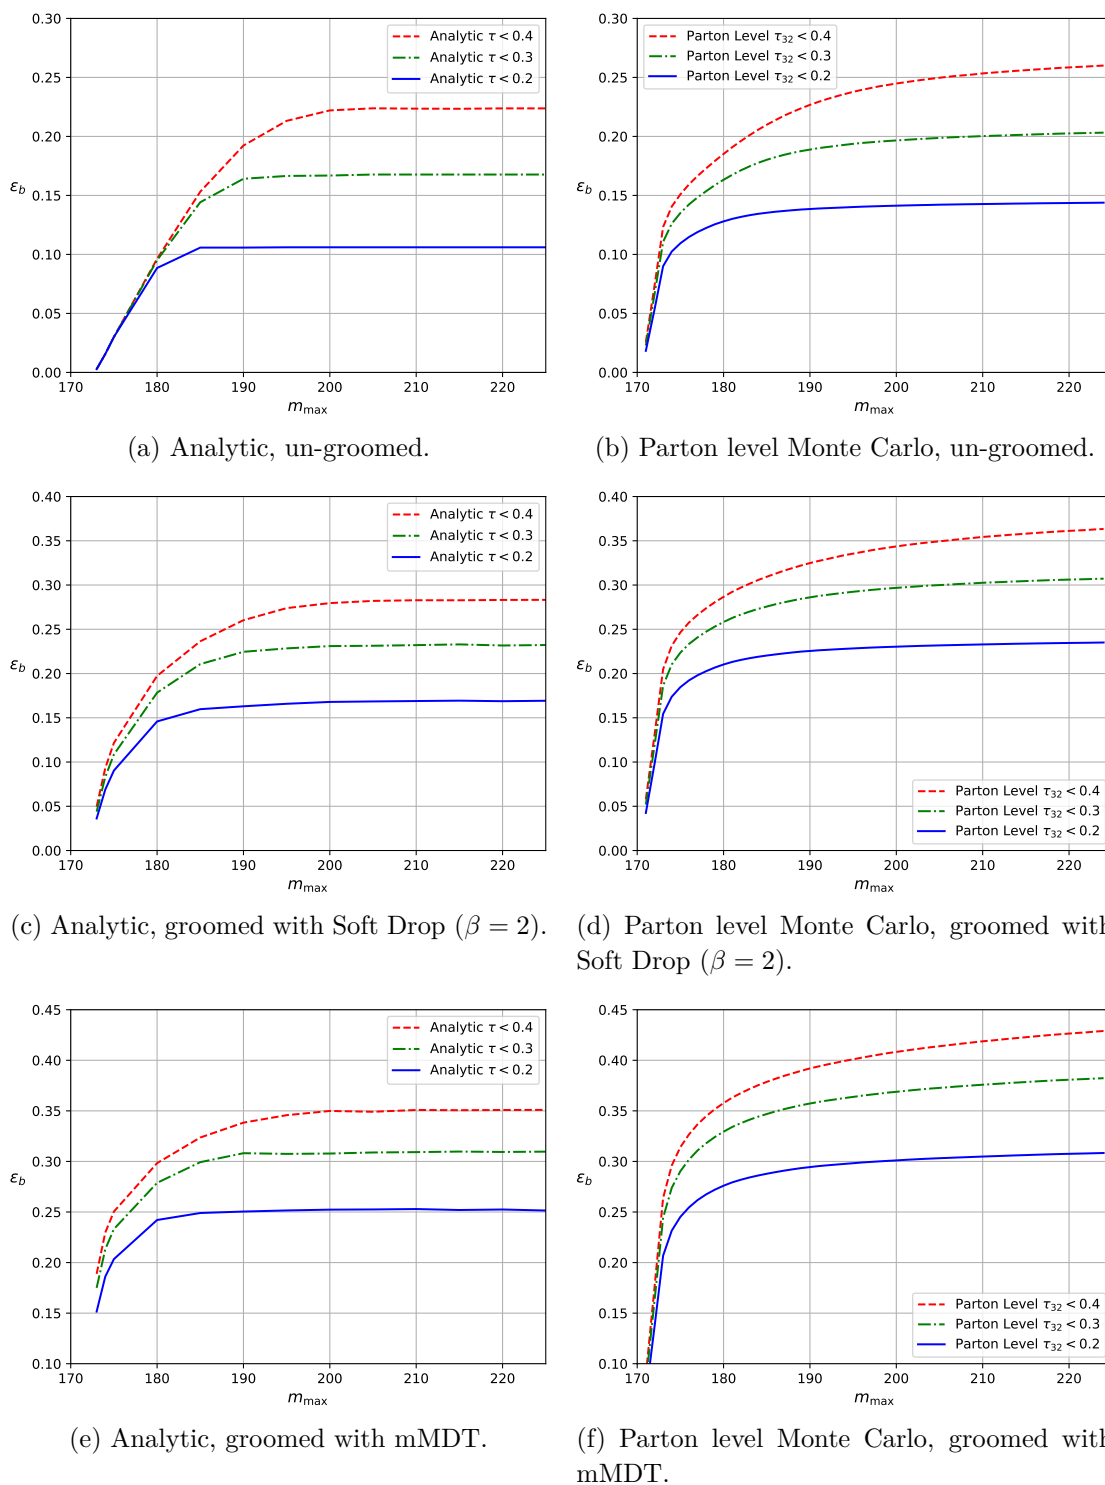 0.30
0.25
0.20
0.15
0.10
0.05
0.00
ε_b
170 180 190 200 210 220
m_max
Analytic τ < 0.4
Analytic τ < 0.3
Analytic τ < 0.2
(a) Analytic, un-groomed.
0.30
0.25
0.20
0.15
0.10
0.05
0.00
ε_b
170 180 190 200 210 220
m_max
Parton Level τ_32 < 0.4
Parton Level τ_32 < 0.3
Parton Level τ_32 < 0.2
(b) Parton level Monte Carlo, un-groomed.
0.40
0.35
0.30
0.25
0.20
0.15
0.10
0.05
0.00
ε_b
170 180 190 200 210 220
m_max
Analytic τ < 0.4
Analytic τ < 0.3
Analytic τ < 0.2
(c) Analytic, groomed with Soft Drop (β = 2).
0.40
0.35
0.30
0.25
0.20
0.15
0.10
0.05
0.00
ε_b
170 180 190 200 210 220
m_max
Parton Level τ_32 < 0.4
Parton Level τ_32 < 0.3
Parton Level τ_32 < 0.2
(d) Parton level Monte Carlo, groomed with
Soft Drop (β = 2).
0.45
0.40
0.35
0.30
0.25
0.20
0.15
0.10
ε_b
170 180 190 200 210 220
m_max
Analytic τ < 0.4
Analytic τ < 0.3
Analytic τ < 0.2
(e) Analytic, groomed with mMDT.
0.45
0.40
0.35
0.30
0.25
0.20
0.15
0.10
ε_b
170 180 190 200 210 220
m_max
Parton Level τ_32 < 0.4
Parton Level τ_32 < 0.3
Parton Level τ_32 < 0.2
(f) Parton level Monte Carlo, groomed with
mMDT.